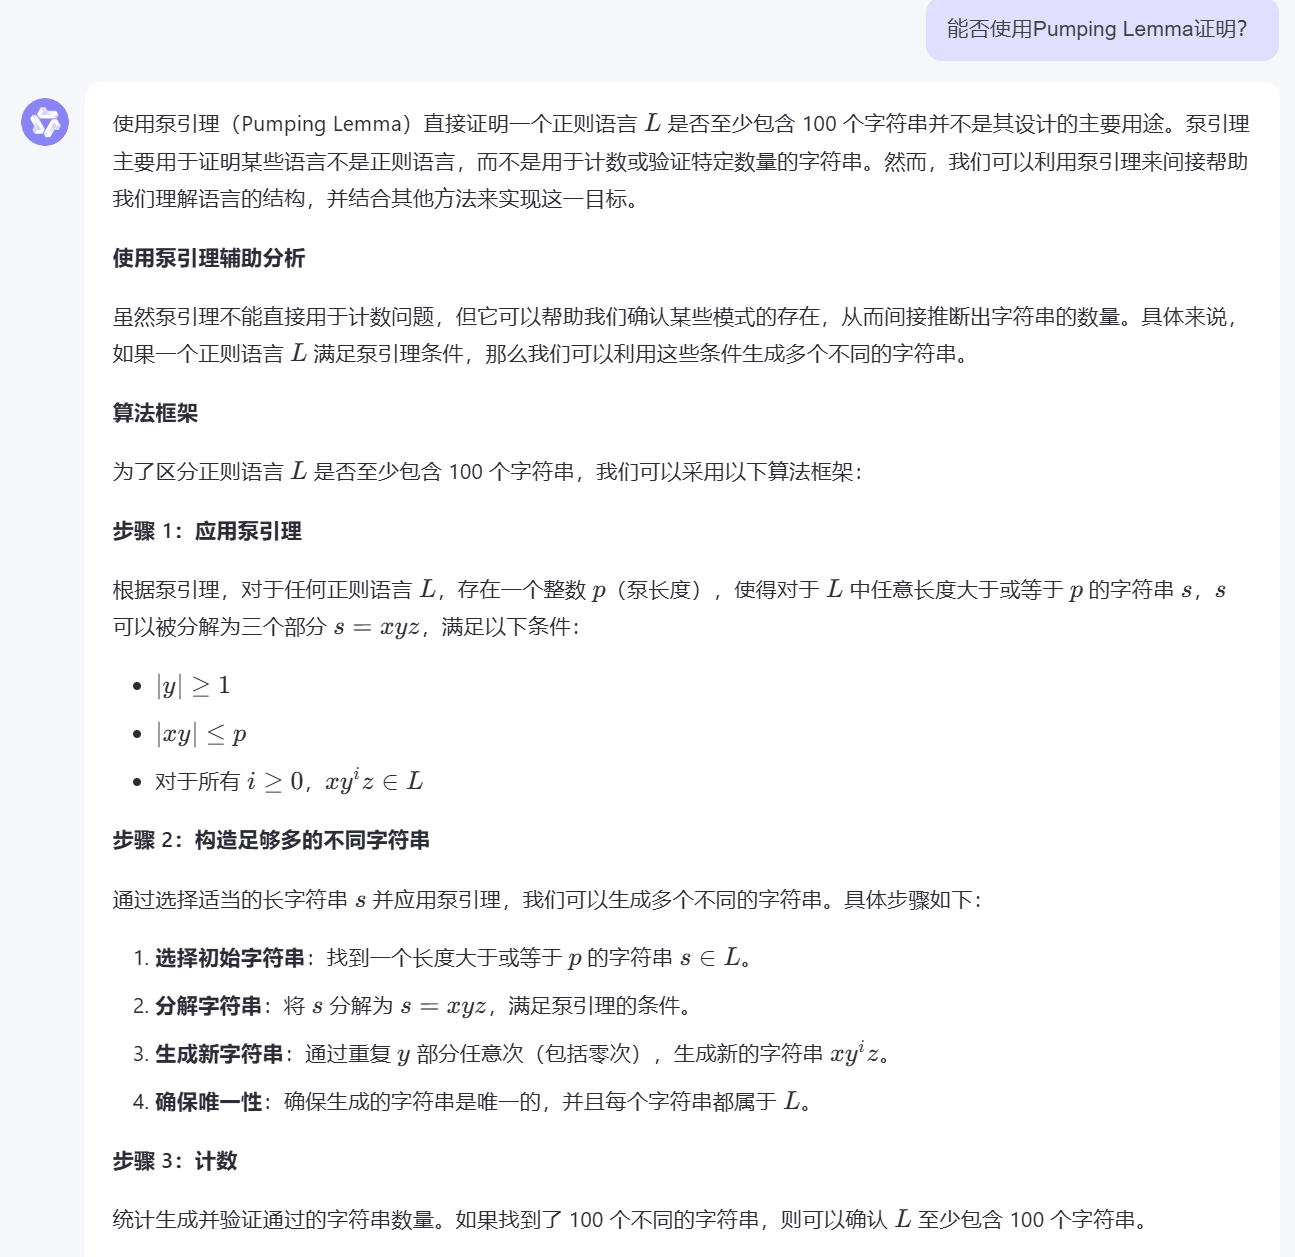 能否使用Pumping Lemma证明？
使用泵引理（Pumping Lemma）直接证明一个正则语言 L 是否至少包含 100 个字符串并不是其设计的主要用途。泵引理
主要用于证明某些语言不是正则语言，而不是用于计数或验证特定数量的字符串。然而，我们可以利用泵引理来间接帮助
我们理解语言的结构，并结合其他方法来实现这一目标。
使用泵引理辅助分析
虽然泵引理不能直接用于计数问题，但它可以帮助我们确认某些模式的存在，从而间接推断出字符串的数量。具体来说，
如果一个正则语言 L 满足泵引理条件，那么我们可以利用这些条件生成多个不同的字符串。
算法框架
为了区分正则语言 L 是否至少包含 100 个字符串，我们可以采用以下算法框架：
步骤 1：应用泵引理
根据泵引理，对于任何正则语言 L，存在一个整数 p（泵长度），使得对于 L 中任意长度大于或等于 p 的字符串 s，s
可以被分解为三个部分 s = xyz，满足以下条件：
• |y| ≥ 1
• |xy| ≤ p
• 对于所有 i ≥ 0，xyⁱz ∈ L
步骤 2：构造足够多的不同字符串
通过选择适当的长字符串 s 并应用泵引理，我们可以生成多个不同的字符串。具体步骤如下：
1. 选择初始字符串：找到一个长度大于或等于 p 的字符串 s ∈ L。
2. 分解字符串：将 s 分解为 s = xyz，满足泵引理的条件。
3. 生成新字符串：通过重复 y 部分任意次（包括零次），生成新的字符串 xyⁱz。
4. 确保唯一性：确保生成的字符串是唯一的，并且每个字符串都属于 L。
步骤 3：计数
统计生成并验证通过的字符串数量。如果找到了 100 个不同的字符串，则可以确认 L 至少包含 100 个字符串。